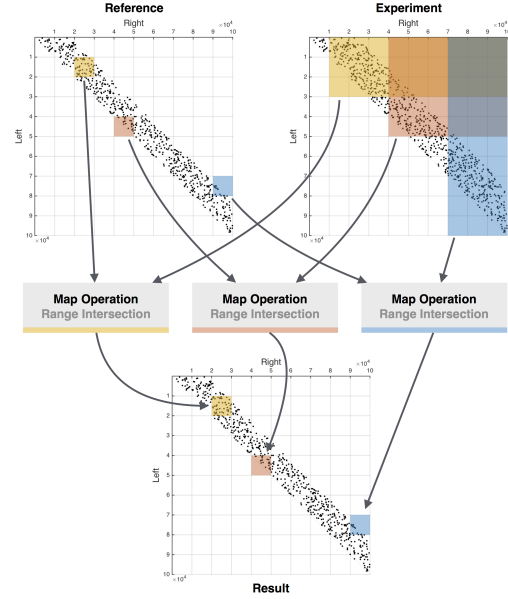 Reference
Experiment
Right
×10⁴
1 2 3 4 5 6 7 8 9 10
Left
1
2
3
4
5
6
7
8
9
10
×10⁴
Right
×10⁴
1 2 3 4 5 6 7 8 9 10
Left
1
2
3
4
5
6
7
8
9
10
×10⁴
Map Operation
Range Intersection
Map Operation
Range Intersection
Map Operation
Range Intersection
Right
×10⁴
1 2 3 4 5 6 7 8 9 10
Left
1
2
3
4
5
6
7
8
9
10
×10⁴
Result